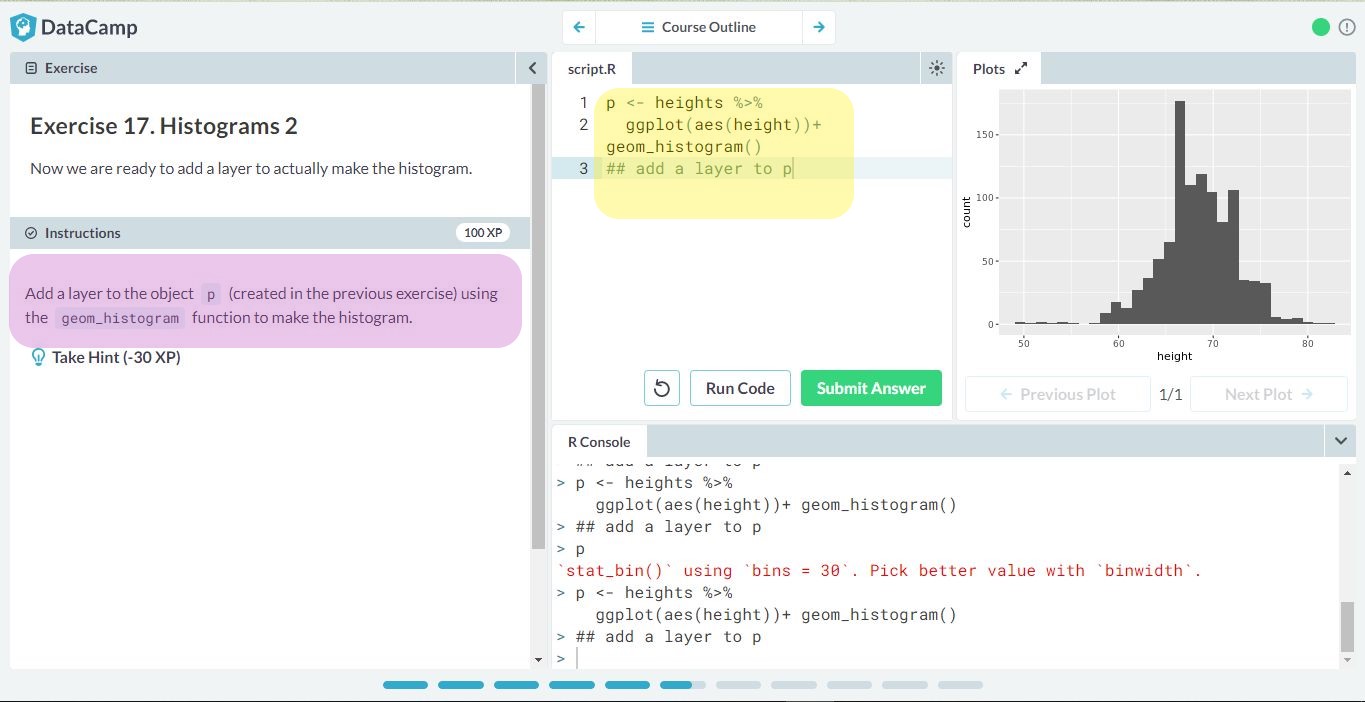 DataCamp
Course Outline
Exercise
Exercise 17. Histograms 2
Now we are ready to add a layer to actually make the histogram.
Instructions
100 XP
Add a layer to the object p (created in the previous exercise) using
the geom_histogram function to make the histogram.
Take Hint (-30 XP)
script.R
1 p <- heights %>%
2 ggplot(aes(height))+
geom_histogram()
3 ## add a layer to p
Run Code
Submit Answer
Plots
150
100
50
0
count
50 60 70 80
height
Previous Plot
1/1
Next Plot
R Console
## add a layer to p
> p <- heights %>%
ggplot(aes(height))+ geom_histogram()
> ## add a layer to p
> p
`stat_bin()` using `bins = 30`. Pick better value with `binwidth`.
> p <- heights %>%
ggplot(aes(height))+ geom_histogram()
> ## add a layer to p
>